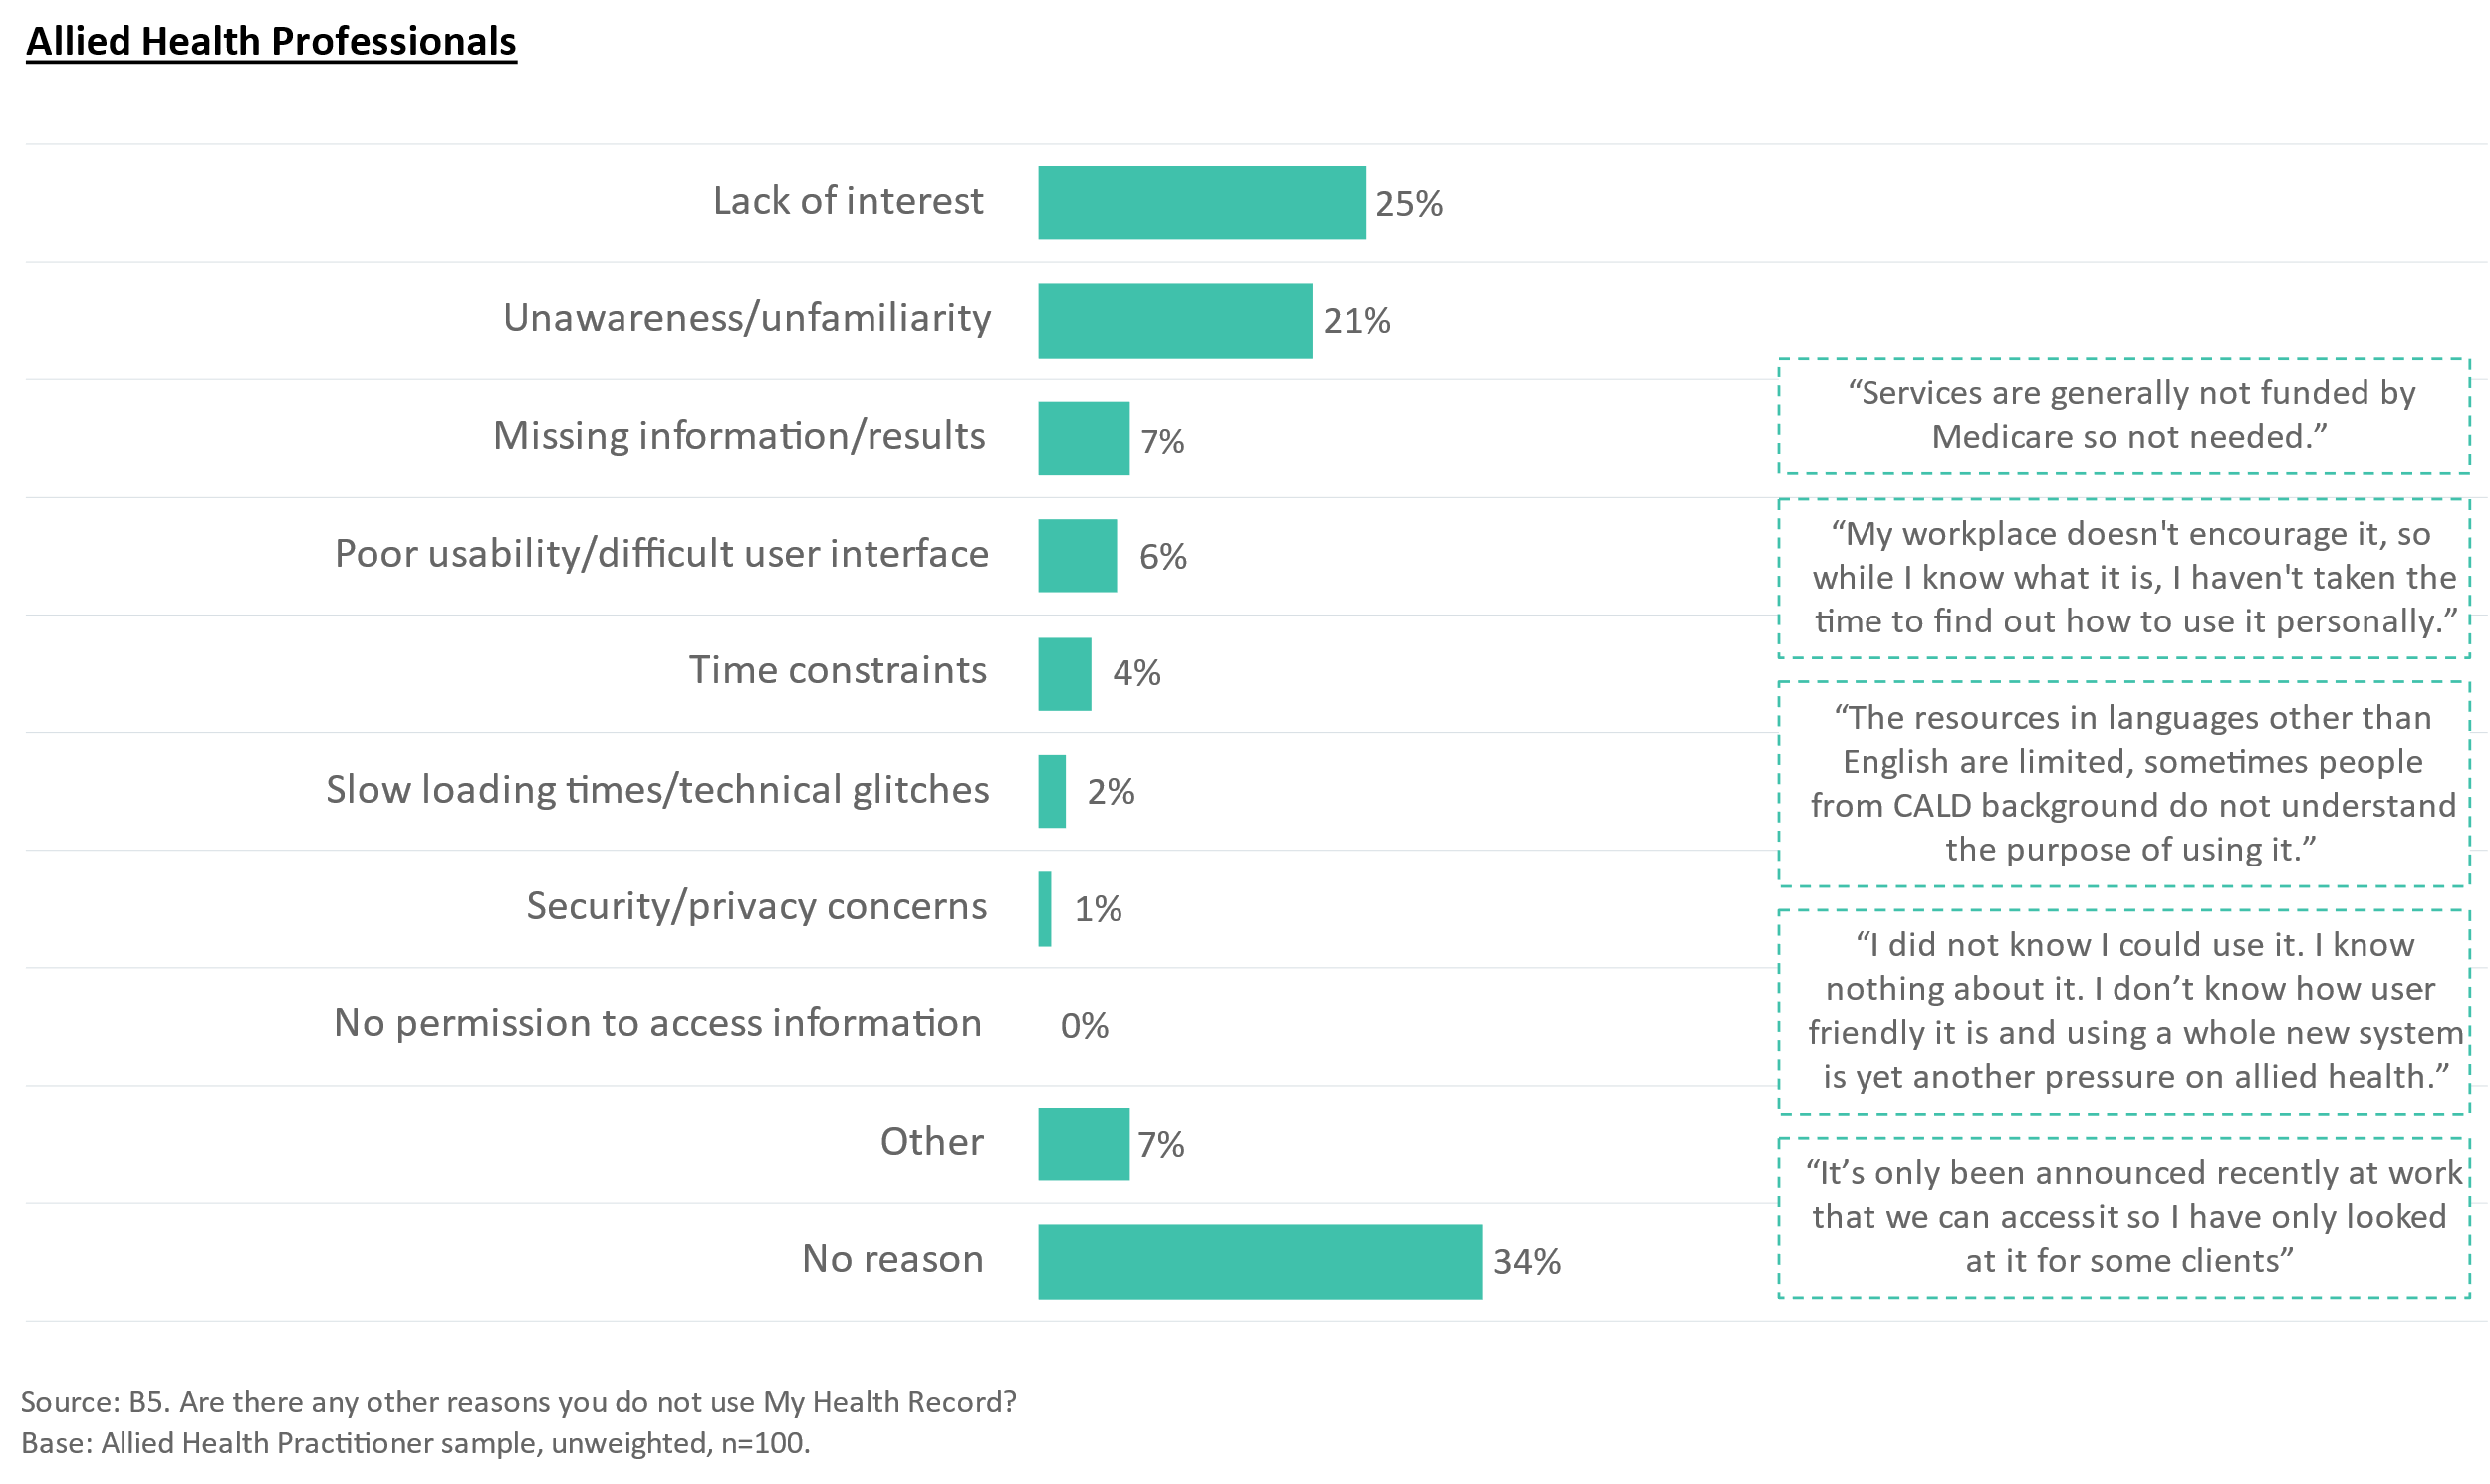 Allied Health Professionals
Lack of interest
25%
Unawareness/unfamiliarity
21%
Missing information/results
7%
Poor usability/difficult user interface
6%
Time constraints
4%
Slow loading times/technical glitches
2%
Security/privacy concerns
1%
No permission to access information
0%
Other
7%
No reason
34%
“Services are generally not funded by
Medicare so not needed.”
“My workplace doesn't encourage it, so
while I know what it is, I haven't taken the
time to find out how to use it personally.”
“The resources in languages other than
English are limited, sometimes people
from CALD background do not understand
the purpose of using it.”
“I did not know I could use it. I know
nothing about it. I don’t know how user
friendly it is and using a whole new system
is yet another pressure on allied health.”
“It’s only been announced recently at work
that we can access it so I have only looked
at it for some clients”
Source: B5. Are there any other reasons you do not use My Health Record?
Base: Allied Health Practitioner sample, unweighted, n=100.